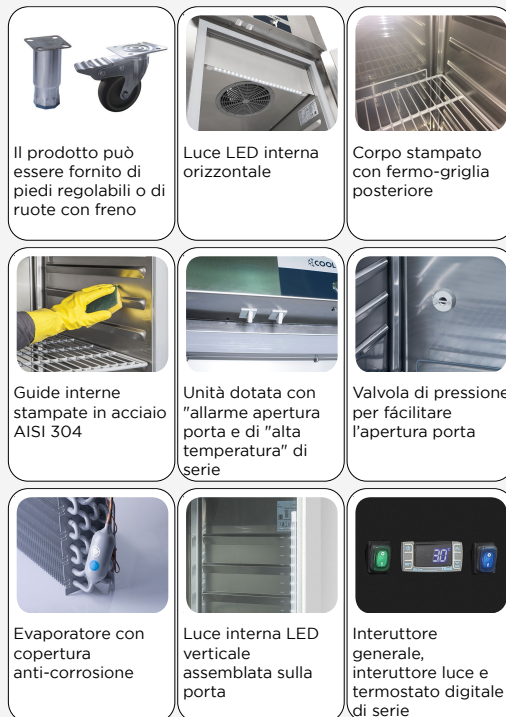 Il prodotto può
essere fornito di
piedi regolabili o di
ruote con freno
Luce LED interna
orizzontale
Corpo stampato
con fermo-griglia
posteriore
COOL
Guide interne
stampate in acciaio
AISI 304
Unità dotata con
"allarme apertura
porta e di "alta
temperatura" di
serie
Valvola di pressione
per fácilitare
l'apertura porta
Evaporatore con
copertura
anti-corrosione
Luce interna LED
verticale
assemblata sulla
porta
Interuttore
generale,
interuttore luce e
termostato digitale
di serie